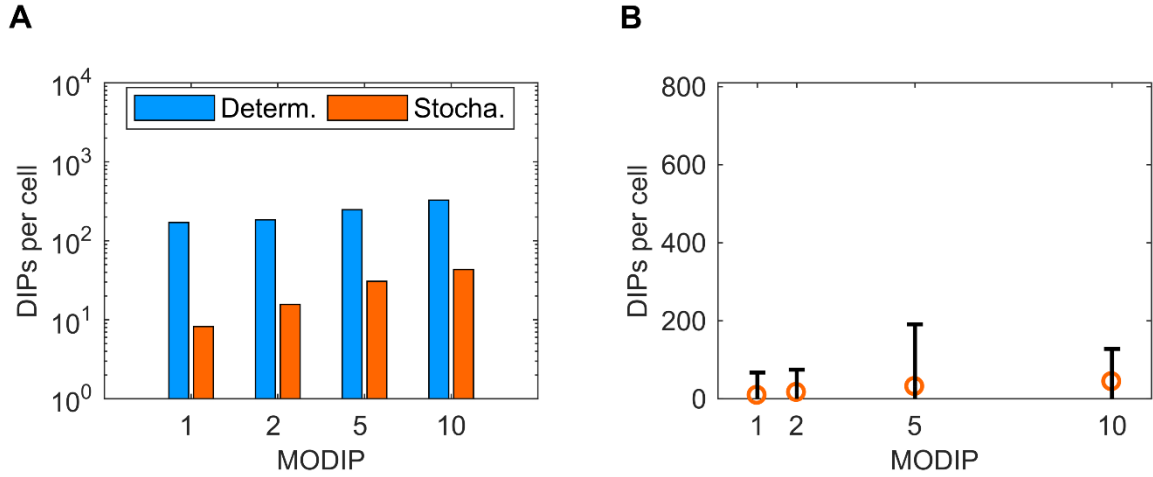 A
DIPs per cell
10^4
10^3
10^2
10^1
10^0
Determ. Stocha.
1 2 5 10
MODIP
B
DIPs per cell
800
600
400
200
0
1 2 5 10
MODIP